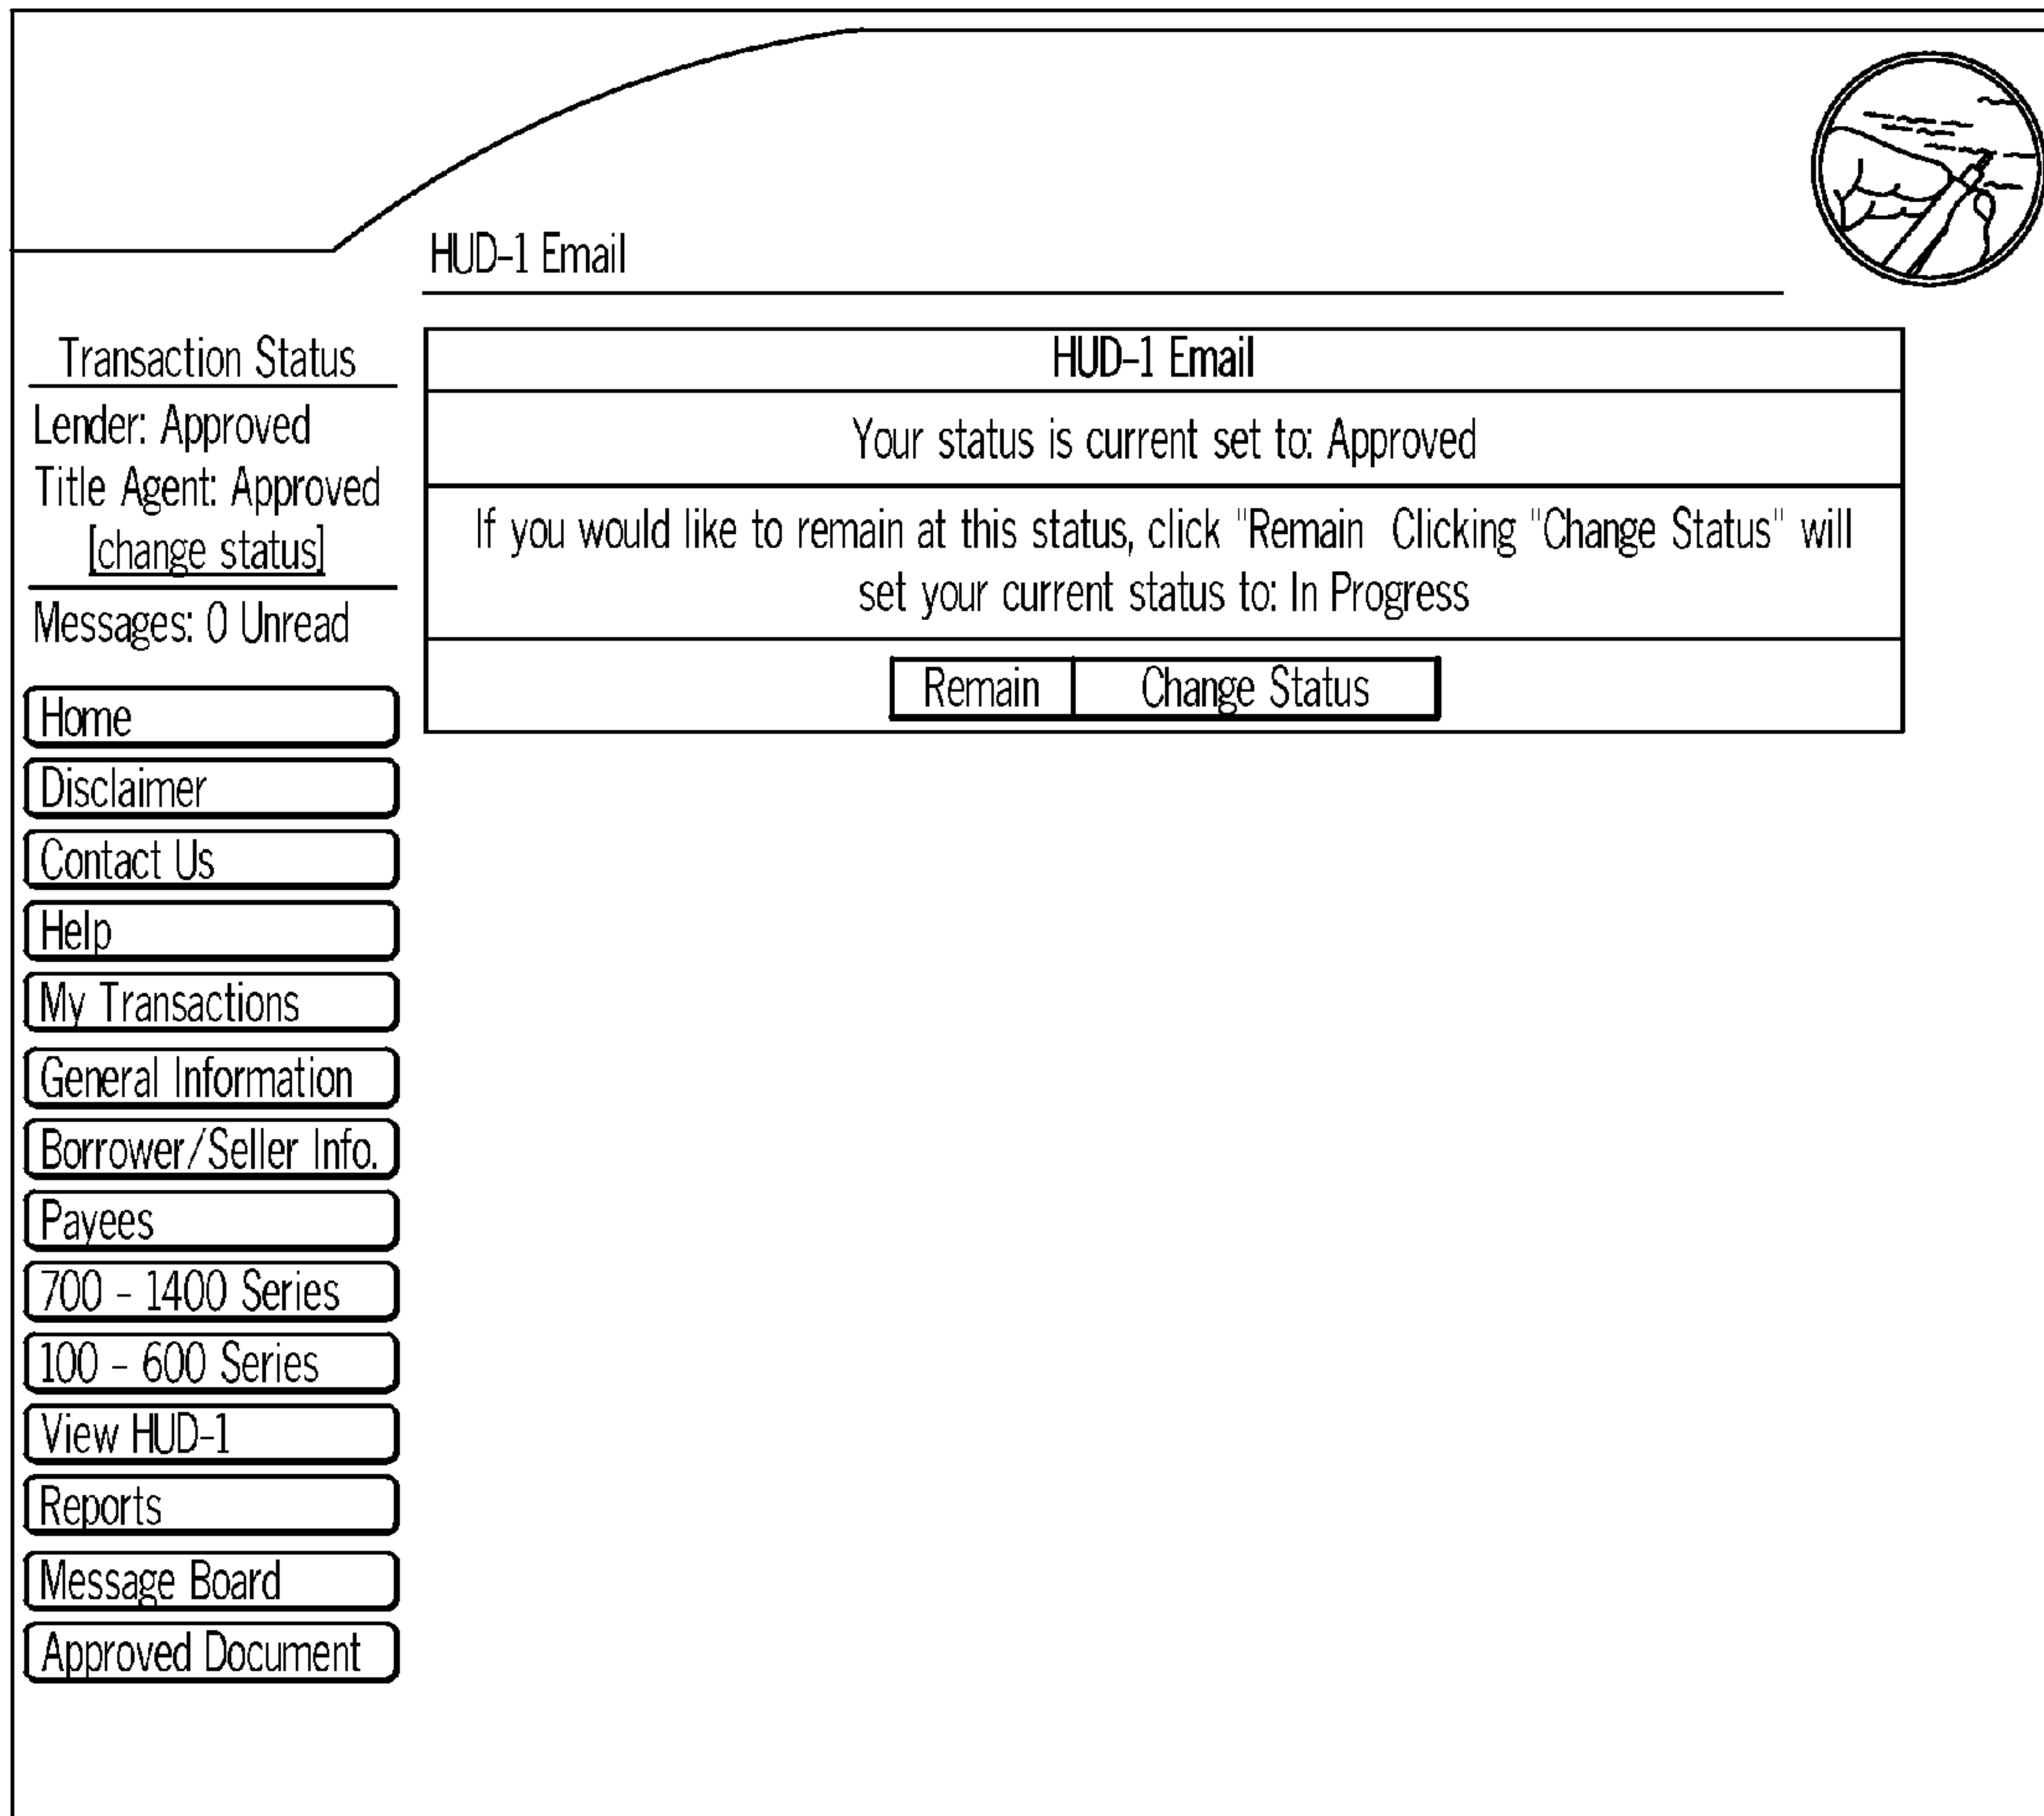 HUD-1 Email
Transaction Status
Lender: Approved
Title Agent: Approved
[change status]
Messages: 0 Unread
Home
Disclaimer
Contact Us
Help
My Transactions
General Information
Borrower/Seller Info.
Payees
700 - 1400 Series
100 - 600 Series
View HUD-1
Reports
Message Board
Approved Document
HUD-1 Email
Your status is current set to: Approved
If you would like to remain at this status, click "Remain  Clicking "Change Status" will
set your current status to: In Progress
Remain
Change Status